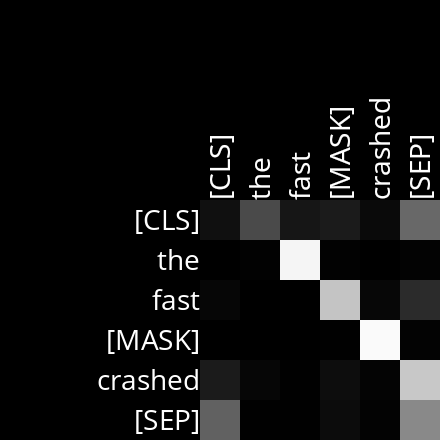 [CLS]
the
fast
[MASK]
crashed
[SEP]
[CLS]
the
fast
[MASK]
crashed
[SEP]